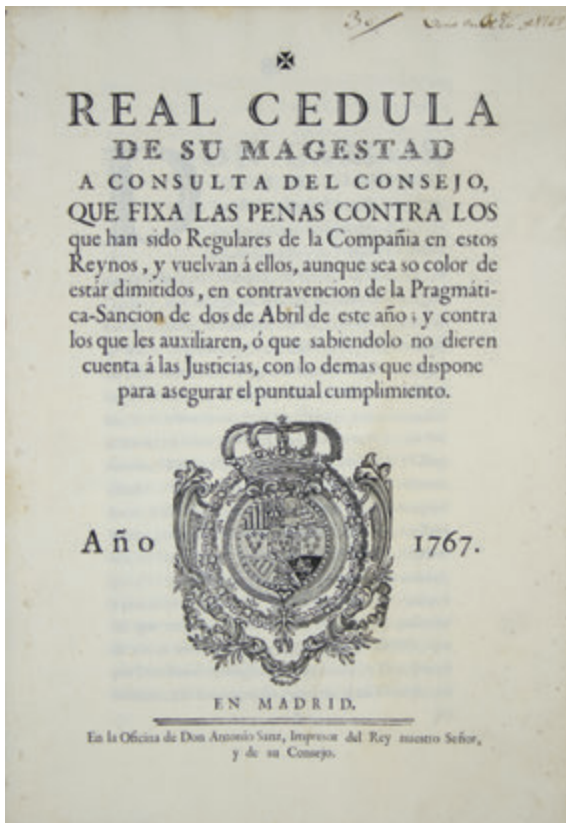 REAL CEDULA
DE SU MAGESTAD
A CONSULTA DEL CONSEJO,
QUE FIXA LAS PENAS CONTRA LOS
que han sido Regulares de la Compañia en estos
Reynos, y vuelvan á ellos, aunque sea so color de
estár dimitidos, en contravencion de la Pragmáti-
ca-Sancion de dos de Abril de este año; y contra
los que les auxiliaren, ó que sabiendolo no dieren
cuenta á las Justicias, con lo demas que dispone
para asegurar el puntual cumplimiento.
Año 1767.
EN MADRID.
En la Oficina de Don Antonio Sanz, Impresor del Rey nuestro Señor,
y de su Consejo.